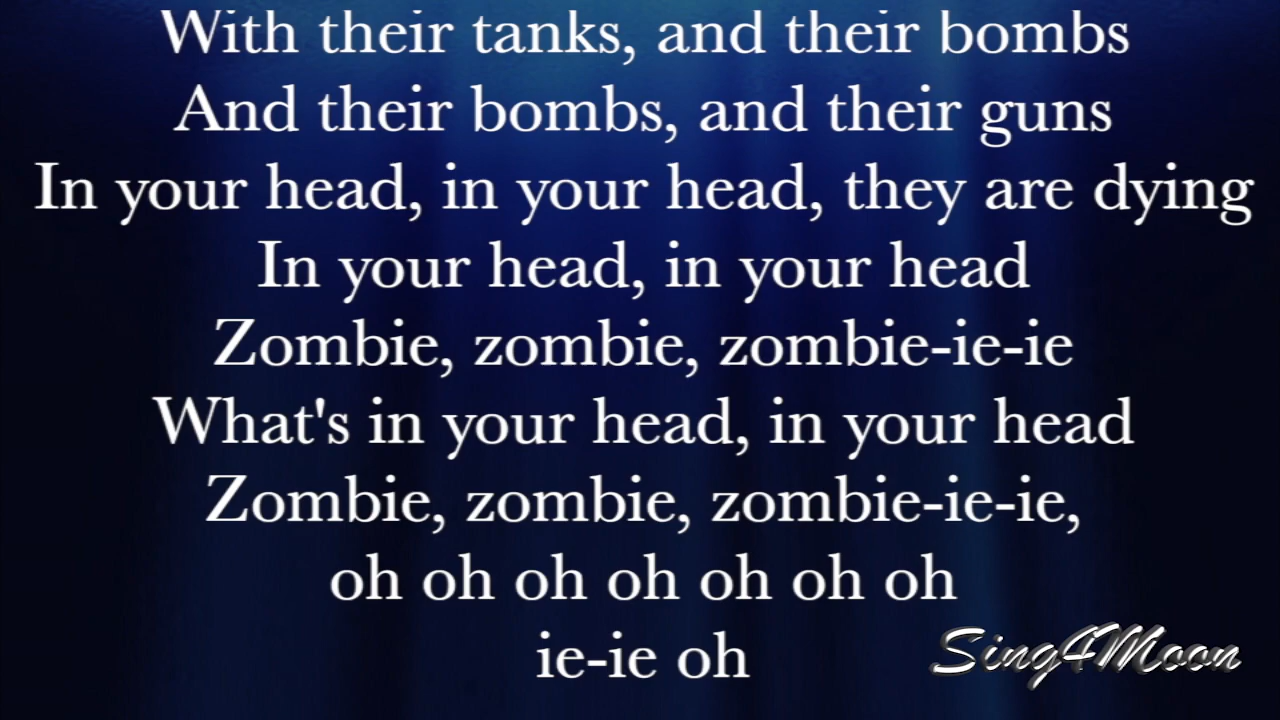 With their tanks, and their bombs
And their bombs, and their guns
In your head, in your head, they are dying
In your head, in your head
Zombie, zombie, zombie-ie-ie
What's in your head, in your head
Zombie, zombie, zombie-ie-ie,
oh oh oh oh oh oh oh
ie-ie oh
Sing4Moon